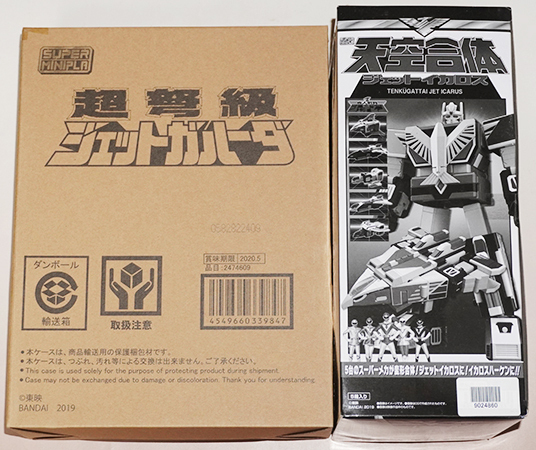 SUPER
MINIPLA
超弩級
ジェットガルーダ
0582822406
賞味期限 2020.5
品目:2474609
4549660339847
ダンボール
輸送箱
取扱注意
●本ケースは、商品輸送用の保護梱包材です。
●本ケースは、つぶれ、汚れ等による交換は出来ません。ご了承ください。
●This case is used solely for the purpose of protecting product during shipment.
●Case may not be exchanged due to damage or discoloration. Thank you for understanding.
©東映
BANDAI 2019
天空合体
ジェットイカロス
TENKŪGATTAI JET ICARUS
5台のスーパーメカが変形合体!ジェットイカロスに!!イカロスハーケンに!!
©東映
BANDAI 2019
9024860